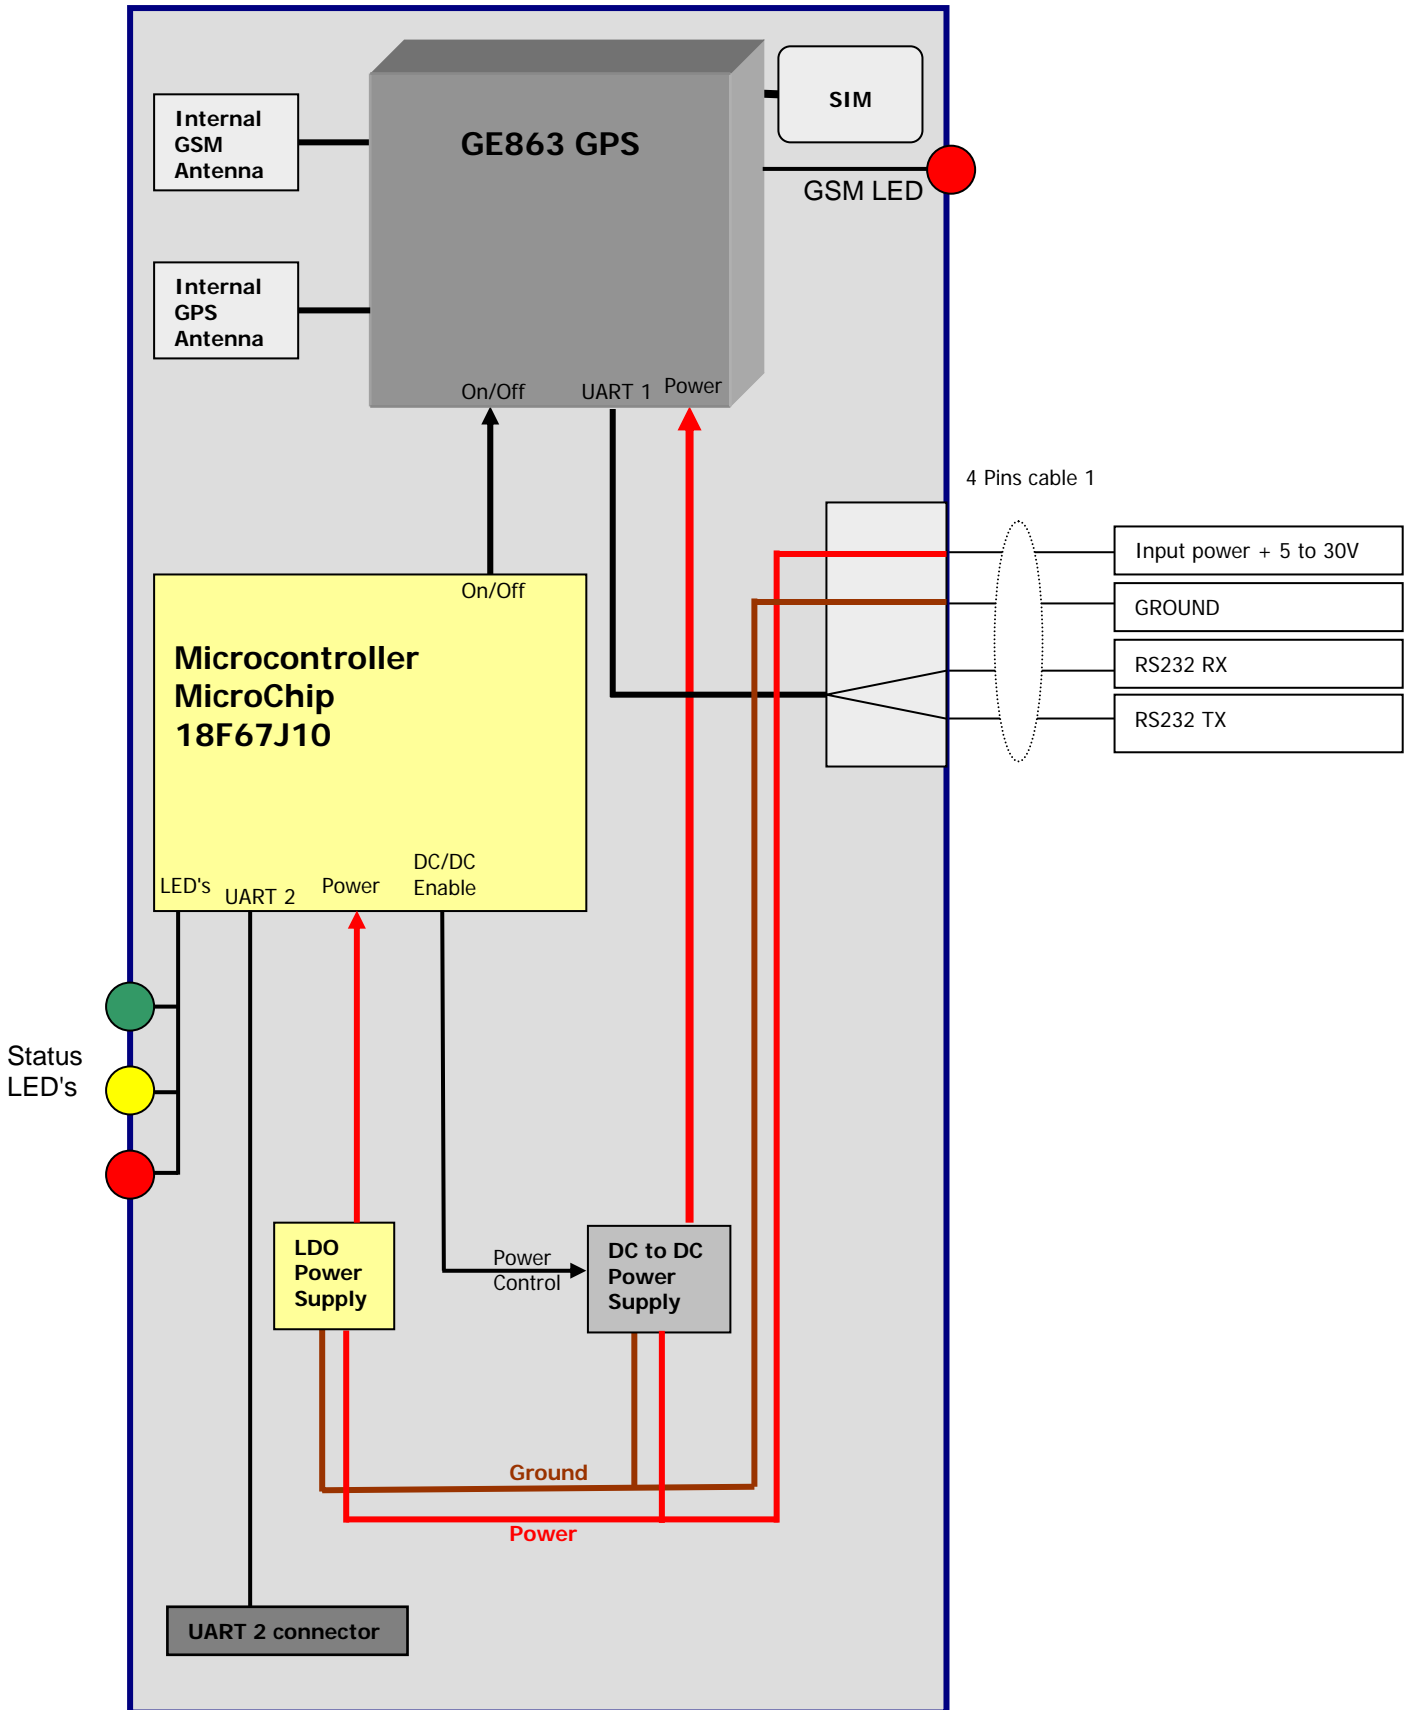 Internal
GSM
Antenna
GE863 GPS
SIM
GSM LED
Internal
GPS
Antenna
On/Off
UART 1
Power
4 Pins cable 1
Input power + 5 to 30V
GROUND
RS232 RX
RS232 TX
On/Off
Microcontroller
MicroChip
18F67J10
LED's
UART 2
Power
DC/DC
Enable
Status
LED's
LDO
Power
Supply
Power
Control
DC to DC
Power
Supply
Ground
Power
UART 2 connector